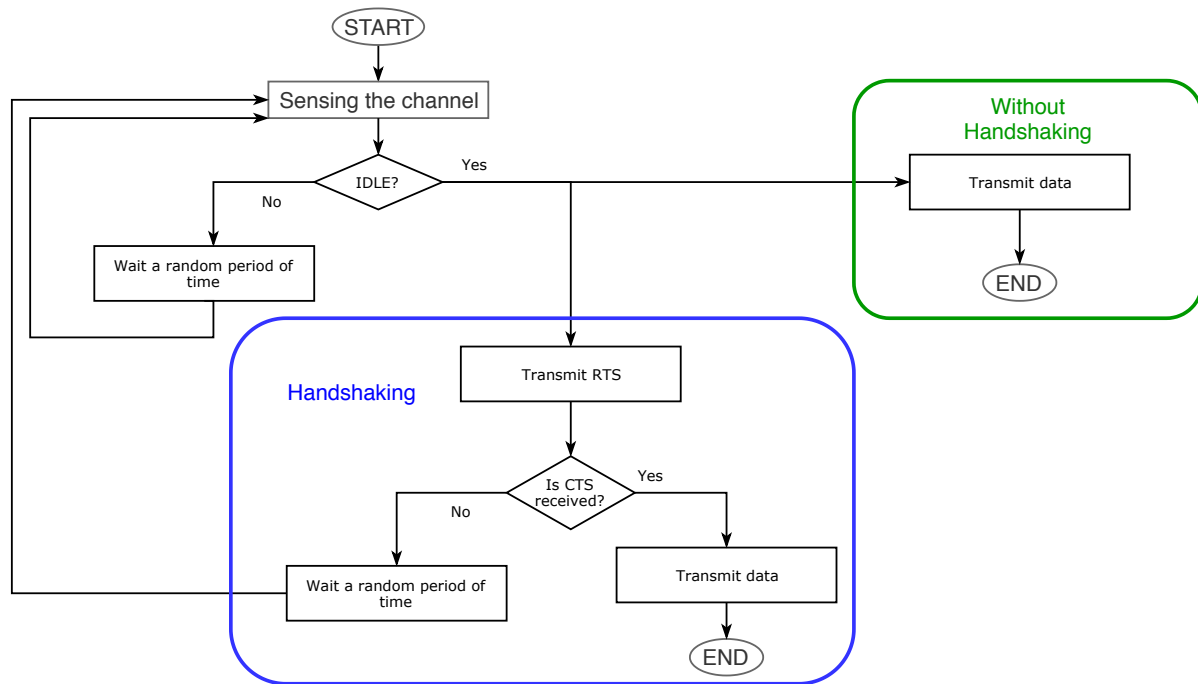 START
Sensing the channel
IDLE?
Yes
No
Wait a random period of
time
Without
Handshaking
Transmit data
END
Handshaking
Transmit RTS
Is CTS
received?
Yes
No
Wait a random period of
time
Transmit data
END